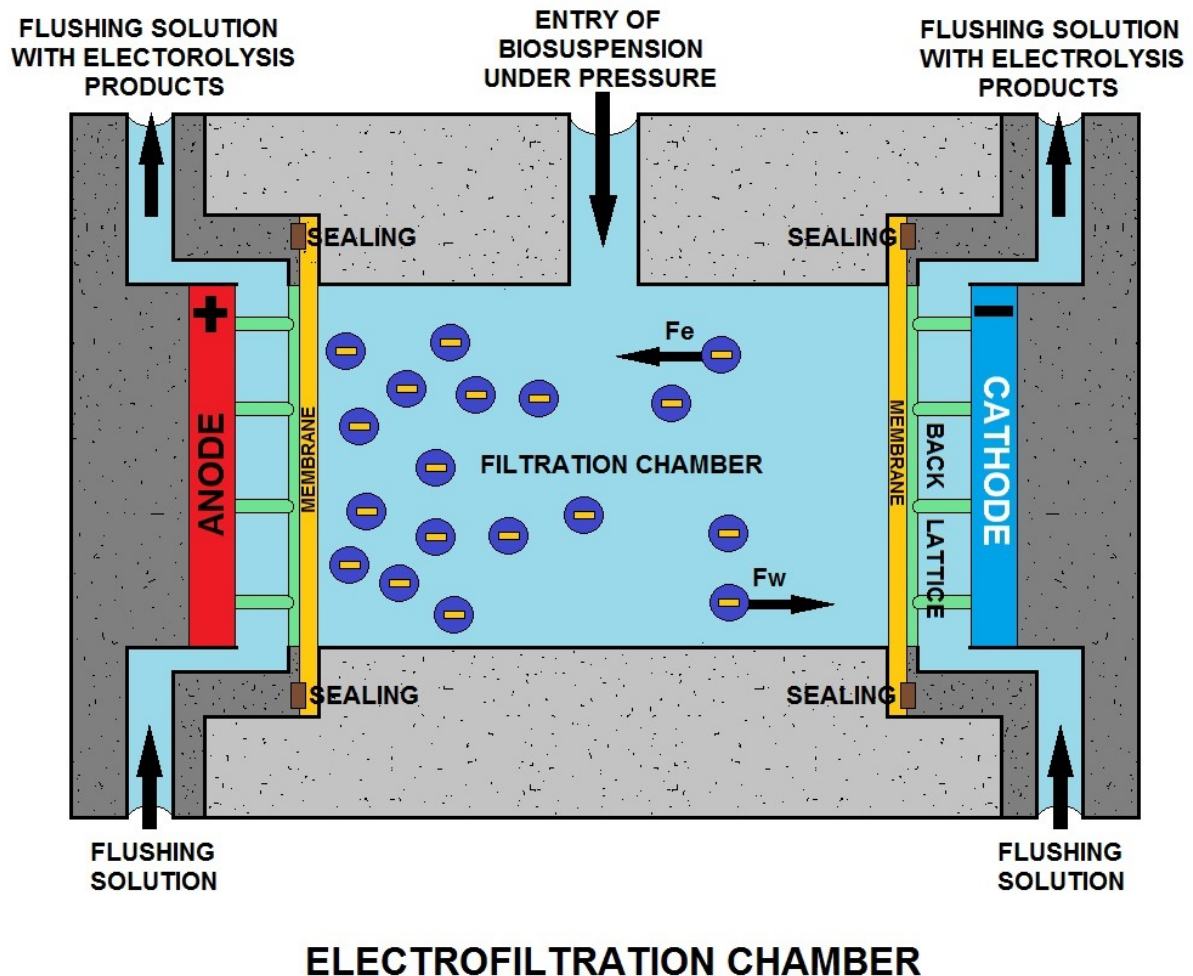 FLUSHING SOLUTION
WITH ELECTOROLYSIS
PRODUCTS
ENTRY OF
BIOSUSPENSION
UNDER PRESSURE
FLUSHING SOLUTION
WITH ELECTROLYSIS
PRODUCTS
SEALING
SEALING
+
−
Fe
ANODE
MEMBRANE
FILTRATION CHAMBER
MEMBRANE
BACK LATTICE
CATHODE
Fw
SEALING
SEALING
FLUSHING
SOLUTION
FLUSHING
SOLUTION
ELECTROFILTRATION CHAMBER